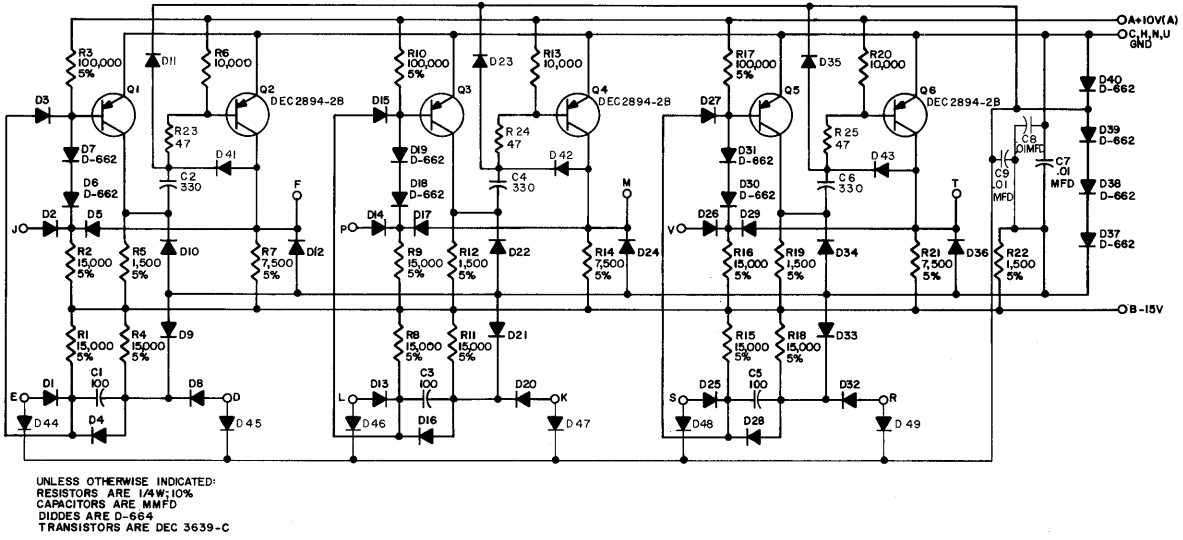 A+10V(A)
C,H,N,U
GND
R3
100,000
5%
D11
R6
10,000
R10
100,000
5%
D23
R13
10,000
R17
100,000
5%
D35
R20
10,000
D40
D-662
D3
Q1
Q2
DEC2894-2B
D15
Q3
Q4
DEC2894-2B
D27
Q5
Q6
DEC2894-2B
R23
47
R24
47
R25
47
C8
.01MFD
D39
D-662
D7
D-662
D41
D19
D-662
D42
D31
D-662
D43
C9
.01
MFD
C7
.01
MFD
D6
D-662
C2
330
F
D18
D-662
C4
330
M
D30
D-662
C6
330
T
D38
D-662
J
D2
D5
P
D14
D17
V
D26
D29
R2
15,000
5%
R5
1,500
5%
D10
R7
7,500
5%
D12
R9
15,000
5%
R12
1,500
5%
D22
R14
7,500
5%
D24
R16
15,000
5%
R19
1,500
5%
D34
R21
7,500
5%
D36
R22
1,500
5%
D37
D-662
B-15V
R1
15,000
5%
R4
15,000
5%
D9
R8
15,000
5%
R11
15,000
5%
D21
R15
15,000
5%
R18
15,000
5%
D33
E
D1
C1
100
D8
D
L
D13
C3
100
D20
K
S
D25
C5
100
D32
R
D44
D4
D45
D46
D16
D47
D48
D28
D49
UNLESS OTHERWISE INDICATED:
RESISTORS ARE 1/4W; 10%
CAPACITORS ARE MMFD
DIDDES ARE D-664
TRANSISTORS ARE DEC 3639-C